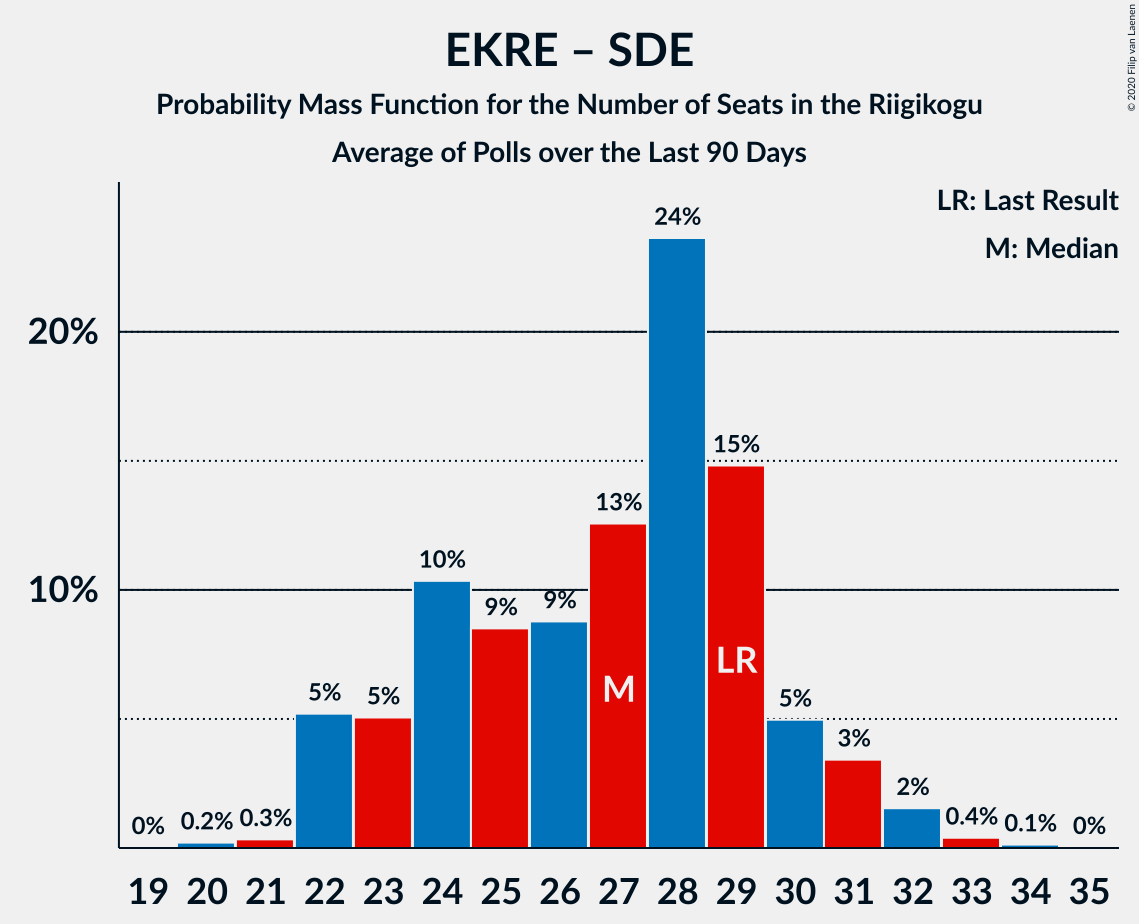 EKRE – SDE
Probability Mass Function for the Number of Seats in the Riigikogu
Average of Polls over the Last 90 Days
© 2020 Filip van Laenen
LR: Last Result
M: Median
20%
10%
0%
0.2%
0.3%
5%
5%
10%
9%
9%
13%
24%
15%
5%
3%
2%
0.4%
0.1%
0%
M
LR
19 20 21 22 23 24 25 26 27 28 29 30 31 32 33 34 35